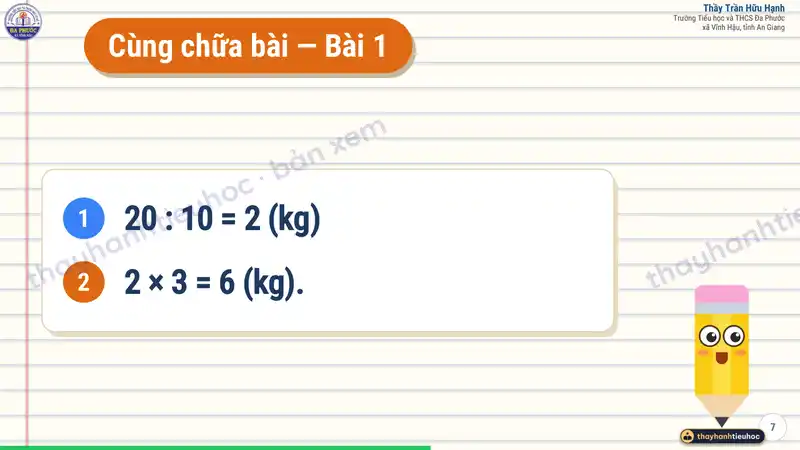 Thầy Trần Hữu Hạnh
Trường Tiểu học và THCS Đa Phước
xã Vĩnh Hậu, tỉnh An Giang
ĐA PHƯỚC
Cùng chữa bài – Bài 1
thayhanhtieuhoc · bản xem
1 20 : 10 = 2 (kg)
2 2 × 3 = 6 (kg).
thayhanhtie
7
thayhanhtieuhoc